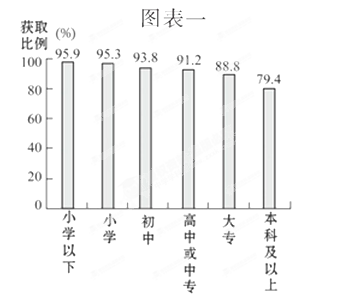 图表一
获取
比例 (%)
95.9 95.3 93.8 91.2 88.8 79.4
100
80
60
40
20
0
小学以下
小学
初中
高中或中专
大专
本科及以上